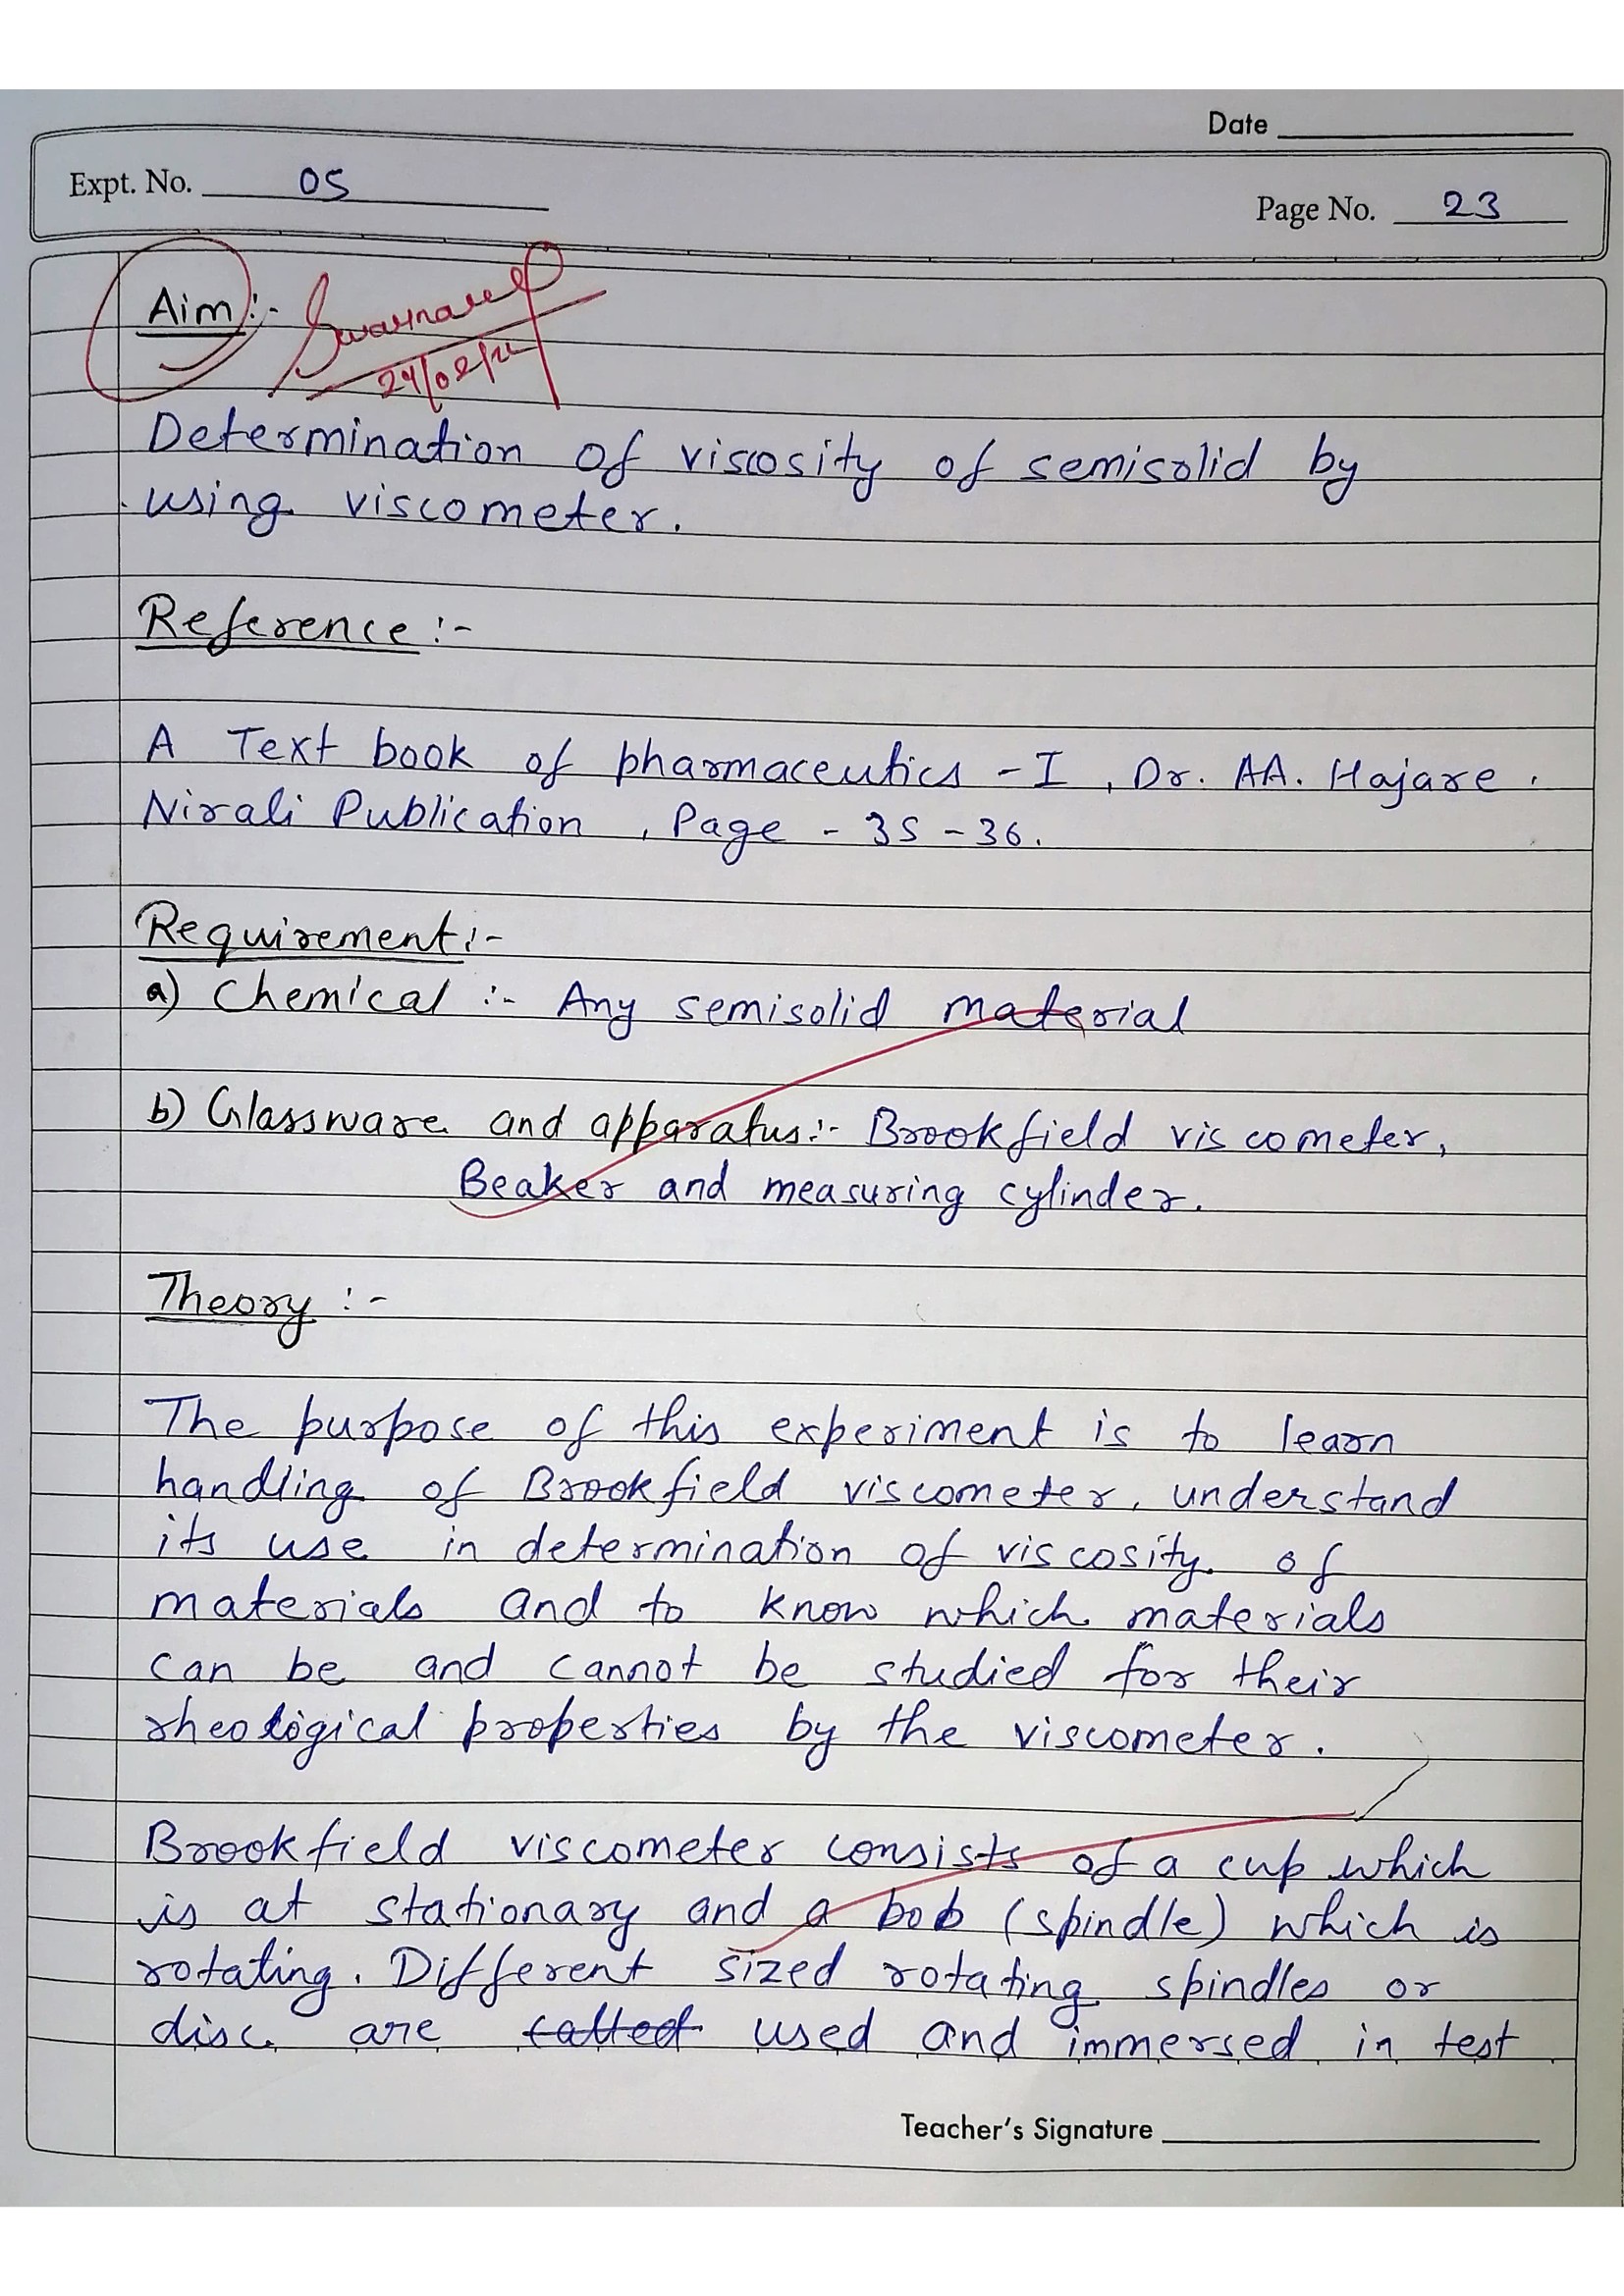 Date
Expt. No. 05
Page No. 23
Aim :-
24/02/22
Determination of viscosity of semisolid by
using viscometer.
Reference :-
A Text book of pharmaceutics - I , Dr. AA. Hajare .
Nirali Publication , Page - 35 - 36.
Requirement :-
a) Chemical :- Any semisolid material
b) Glassware and apparatus :- Brookfield viscometer,
Beaker and measuring cylinder.
Theory :-
The purpose of this experiment is to learn
handling of Brookfield viscometer, understand
its use in determination of viscosity of
materials and to know which materials
can be and cannot be studied for their
rheological properties by the viscometer.
Brookfield viscometer consists of a cup which
is at stationary and a bob (spindle) which is
rotating. Different sized rotating spindles or
disc are used and immersed in test
Teacher's Signature